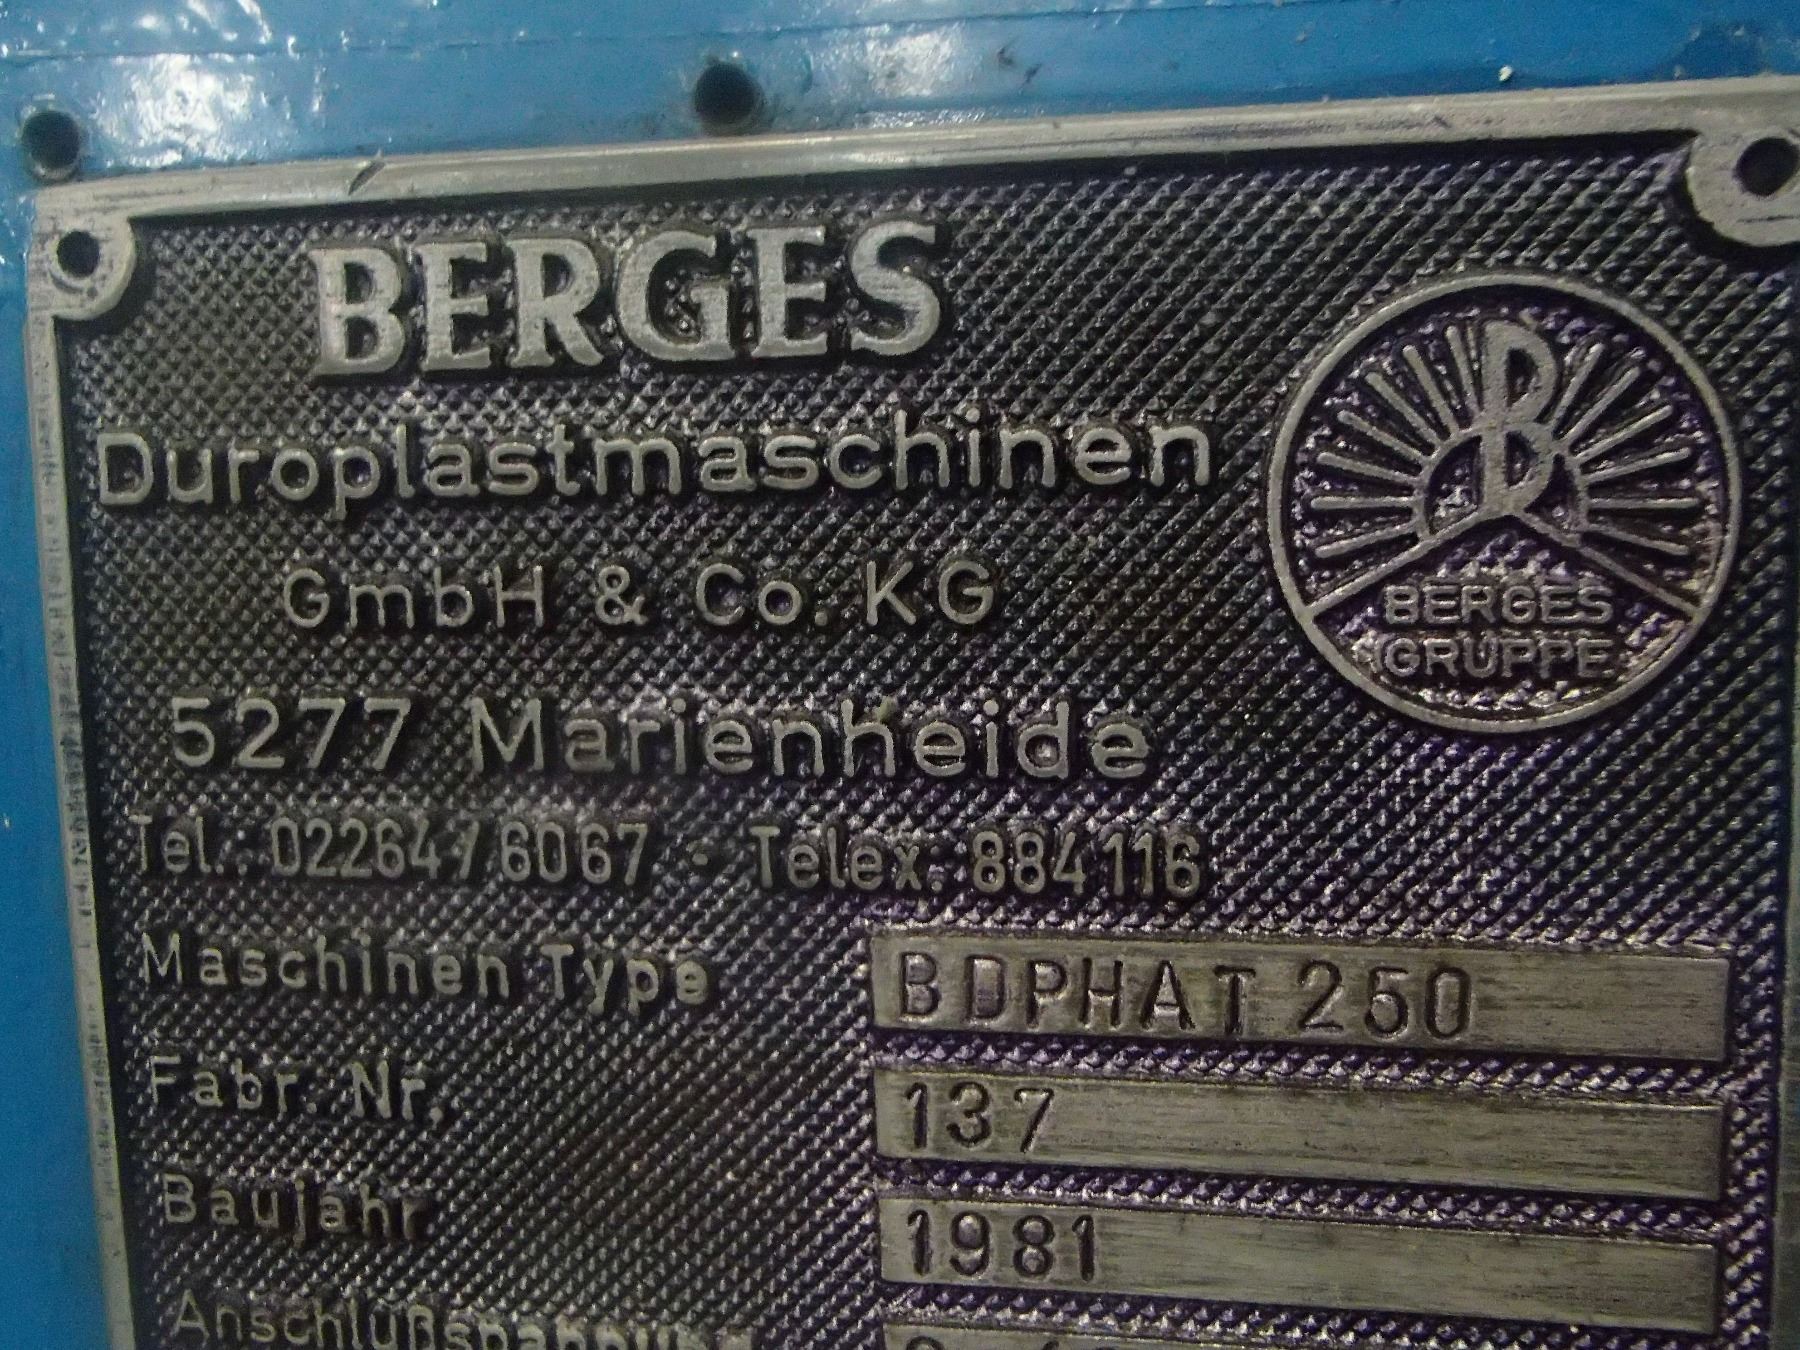 BERGES
Duroplastmaschinen
GmbH & Co. KG
5277 Marienheide
Tel.: 02264/6067 · Telex: 884116
B
BERGES
GRUPPE
Maschinen Type BDPHAT 250
Fabr. Nr. 137
Baujahr 1981
Anschlußspannung